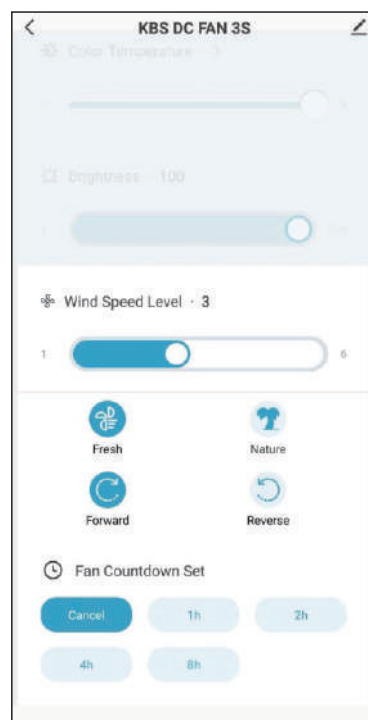 KBS DC FAN 3S
Color Temperature · 3
Brightness · 100
Wind Speed Level · 3
1 6
Fresh Nature
Forward Reverse
Fan Countdown Set
Cancel 1h 2h
4h 8h